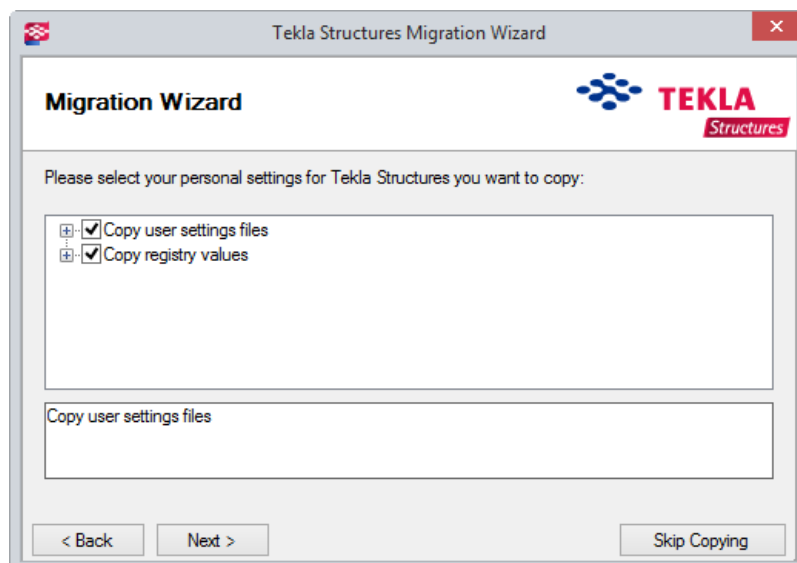 Tekla Structures Migration Wizard
Migration Wizard
TEKLA
Structures
Please select your personal settings for Tekla Structures you want to copy:
Copy user settings files
Copy registry values
Copy user settings files
< Back
Next >
Skip Copying